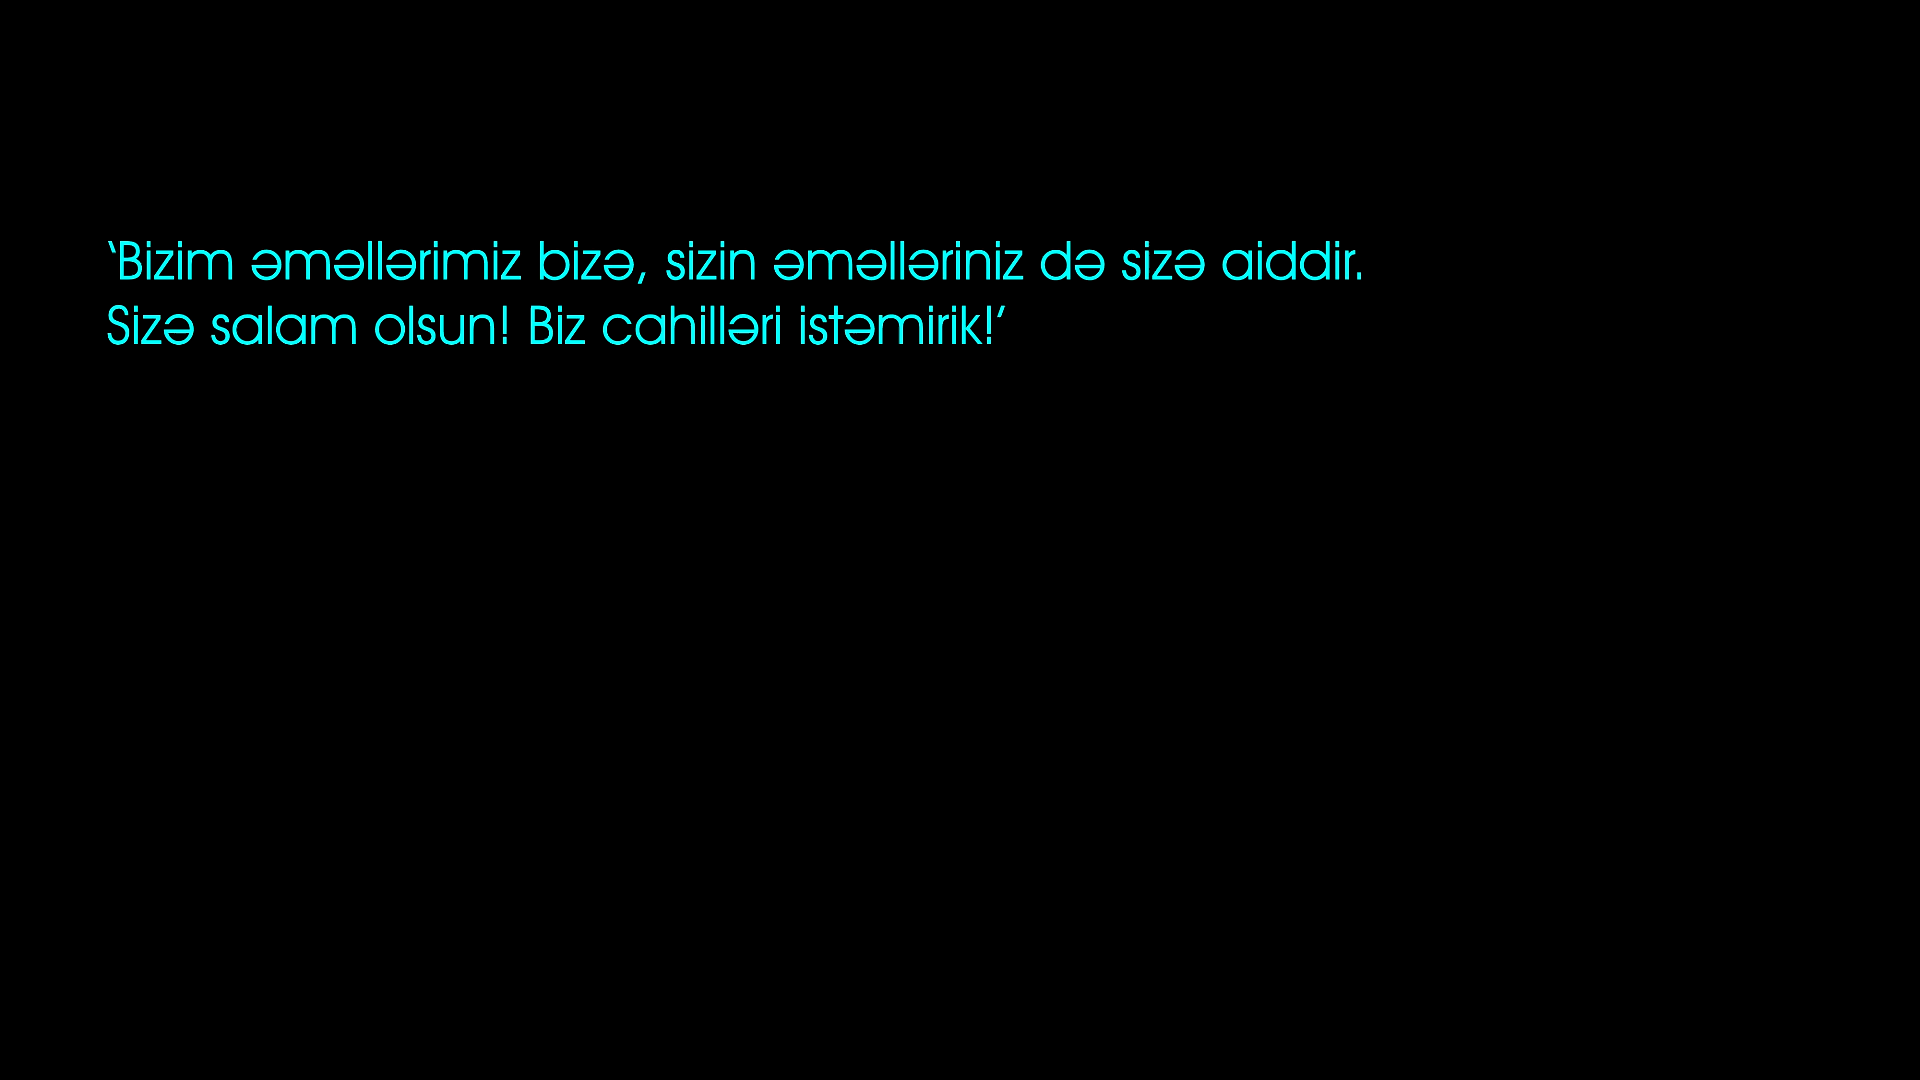 ‘Bizim əməllərimiz bizə, sizin əməlləriniz də sizə aiddir.
Sizə salam olsun! Biz cahilləri istəmirik!’